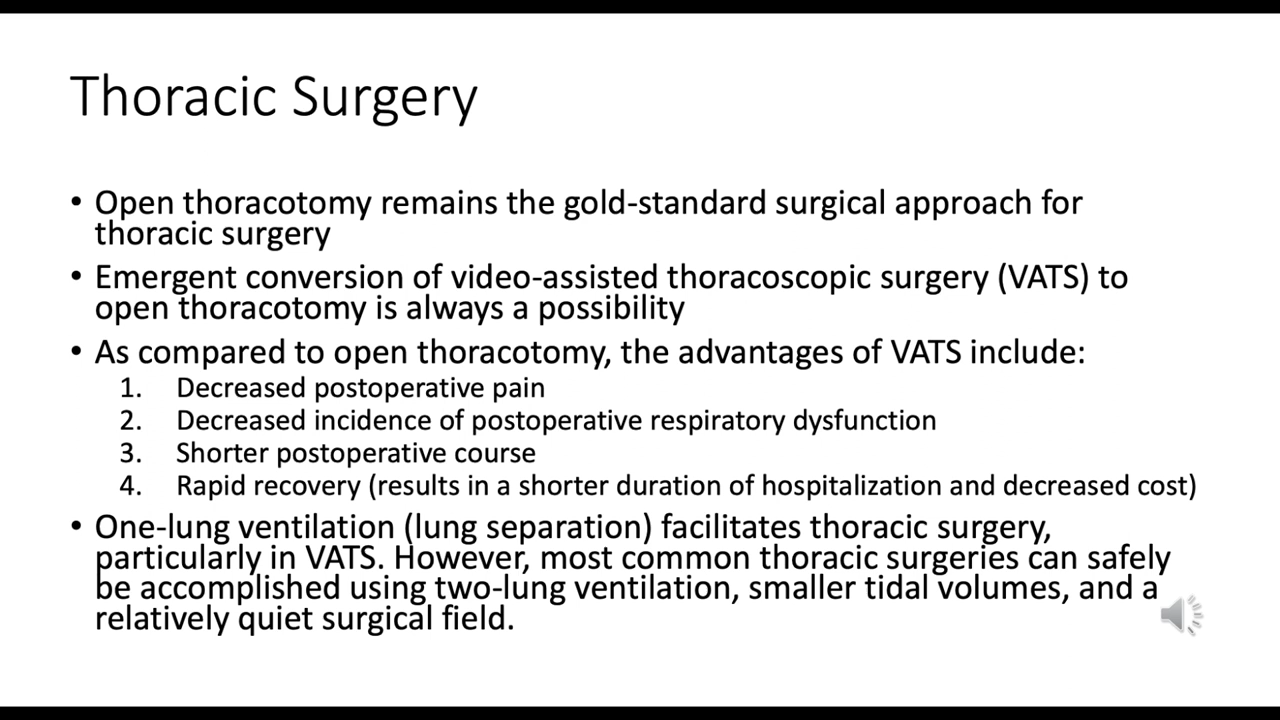 Thoracic Surgery
• Open thoracotomy remains the gold-standard surgical approach for
thoracic surgery
• Emergent conversion of video-assisted thoracoscopic surgery (VATS) to
open thoracotomy is always a possibility
• As compared to open thoracotomy, the advantages of VATS include:
1. Decreased postoperative pain
2. Decreased incidence of postoperative respiratory dysfunction
3. Shorter postoperative course
4. Rapid recovery (results in a shorter duration of hospitalization and decreased cost)
• One-lung ventilation (lung separation) facilitates thoracic surgery,
particularly in VATS. However, most common thoracic surgeries can safely
be accomplished using two-lung ventilation, smaller tidal volumes, and a
relatively quiet surgical field.